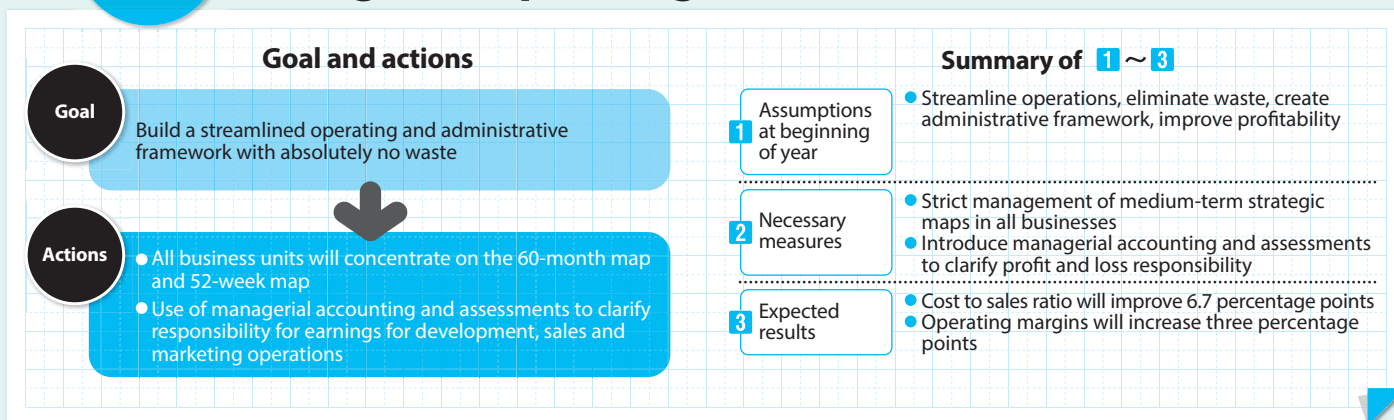 Goal and actions
Goal
Build a streamlined operating and administrative
framework with absolutely no waste
Actions
● All business units will concentrate on the 60-month map
and 52-week map
● Use of managerial accounting and assessments to clarify
responsibility for earnings for development, sales and
marketing operations
Summary of 1 ~ 3
1 Assumptions
at beginning
of year
● Streamline operations, eliminate waste, create
administrative framework, improve profitability
2 Necessary
measures
● Strict management of medium-term strategic
maps in all businesses
● Introduce managerial accounting and assessments
to clarify profit and loss responsibility
3 Expected
results
● Cost to sales ratio will improve 6.7 percentage points
● Operating margins will increase three percentage
points